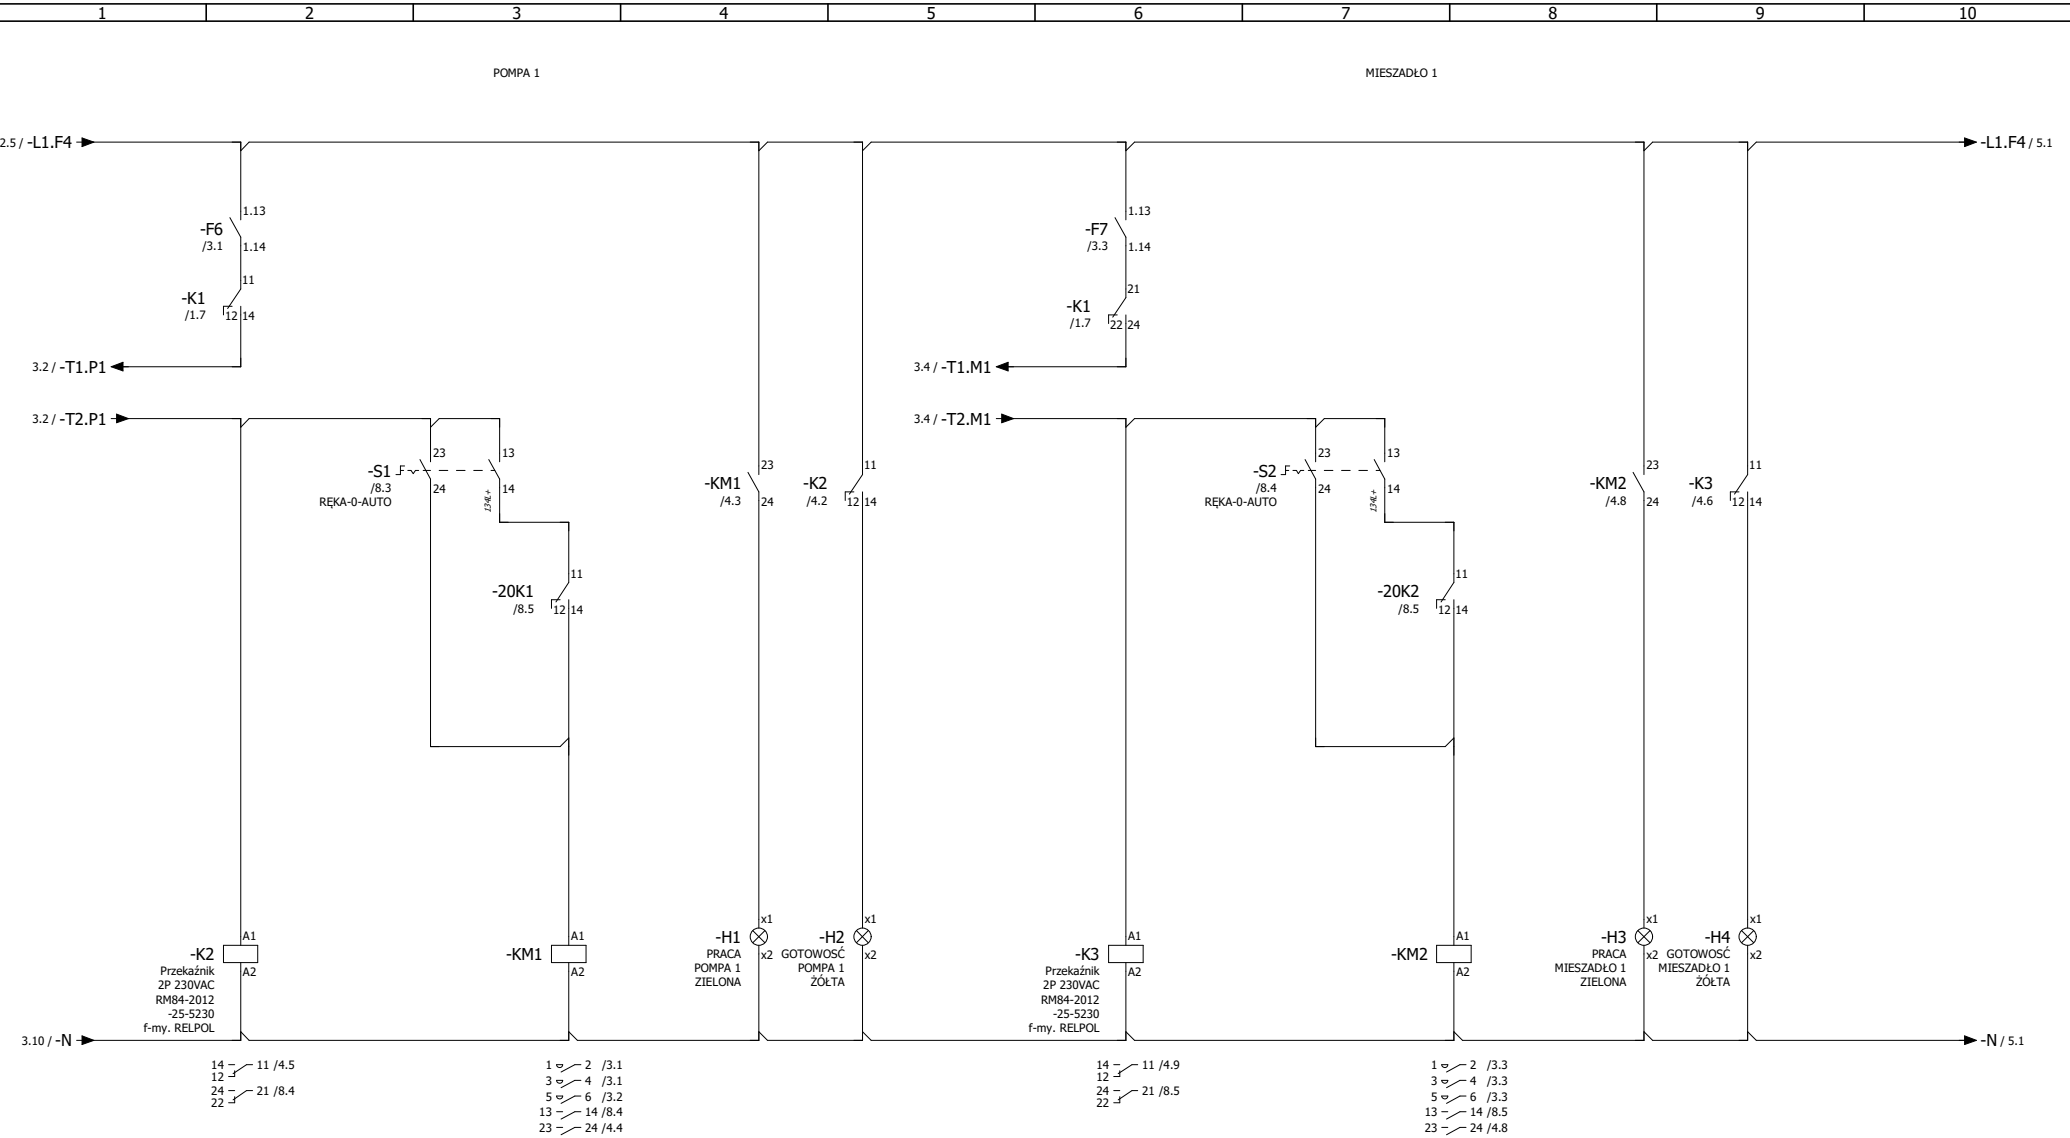 1 2 3 4 5 6 7 8 9 10
POMPA 1
MIESZADŁO 1
2.5 / -L1.F4
-L1.F4 / 5.1
1.13
-F6
/3.1
1.14
11
-K1
/1.7
12 14
3.2 / -T1.P1
3.2 / -T2.P1
23
13
-S1
/8.3
24
14
RĘKA-0-AUTO
11
-20K1
/8.5
12 14
23
-KM1
/4.3
24
11
-K2
/4.2
12 14
A1
-K2
A2
Przekaźnik
2P 230VAC
RM84-2012
-25-5230
f-my. RELPOL
A1
-KM1
A2
x1
-H1
x2
PRACA
POMPA 1
ZIELONA
x1
-H2
x2
GOTOWOSĆ
POMPA 1
ŻÓŁTA
1.13
-F7
/3.3
1.14
21
-K1
/1.7
22 24
3.4 / -T1.M1
3.4 / -T2.M1
23
13
-S2
/8.4
24
14
RĘKA-0-AUTO
11
-20K2
/8.5
12 14
23
-KM2
/4.8
24
11
-K3
/4.6
12 14
A1
-K3
A2
Przekaźnik
2P 230VAC
RM84-2012
-25-5230
f-my. RELPOL
A1
-KM2
A2
x1
-H3
x2
PRACA
MIESZADŁO 1
ZIELONA
x1
-H4
x2
GOTOWOSĆ
MIESZADŁO 1
ŻÓŁTA
3.10 / -N
-N / 5.1
14 11 /4.5
12
24 21 /8.4
22
1 2 /3.1
3 4 /3.1
5 6 /3.2
13 14 /8.4
23 24 /4.4
14 11 /4.9
12
24 21 /8.5
22
1 2 /3.3
3 4 /3.3
5 6 /3.3
13 14 /8.5
23 24 /4.8